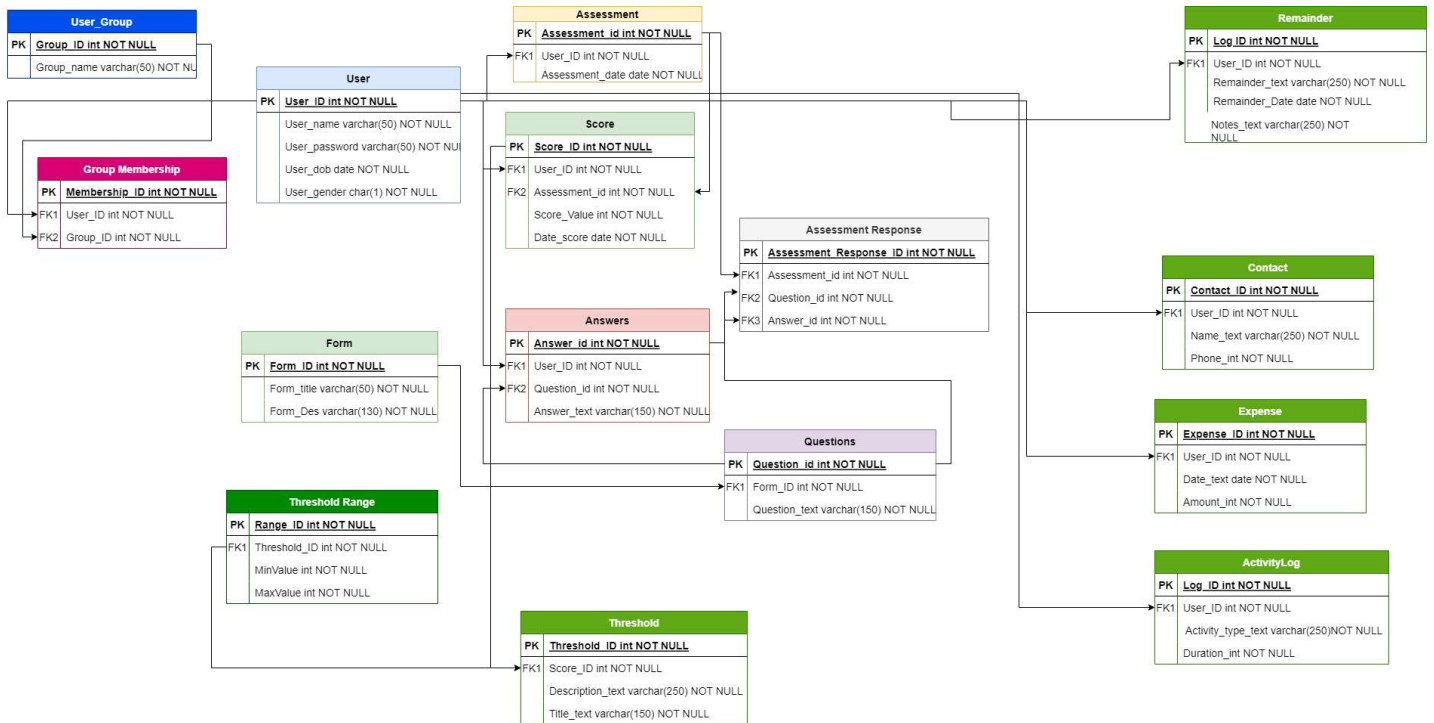 User_Group
PK Group_ID int NOT NULL
Group_name varchar(50) NOT NU
User
PK User_ID int NOT NULL
User_name varchar(50) NOT NULL
User_password varchar(50) NOT NU
User_dob date NOT NULL
User_gender char(1) NOT NULL
Group Membership
PK Membership_ID int NOT NULL
FK1 User_ID int NOT NULL
FK2 Group_ID int NOT NULL
Assessment
PK Assessment_id int NOT NULL
FK1 User_ID int NOT NULL
Assessment_date date NOT NULL
Score
PK Score_ID int NOT NULL
FK1 User_ID int NOT NULL
FK2 Assessment_id int NOT NULL
Score_Value int NOT NULL
Date_score date NOT NULL
Assessment Response
PK Assessment_Response_ID int NOT NULL
FK1 Assessment_id int NOT NULL
FK2 Question_id int NOT NULL
FK3 Answer_id int NOT NULL
Answers
PK Answer_id int NOT NULL
FK1 User_ID int NOT NULL
FK2 Question_id int NOT NULL
Answer_text varchar(150) NOT NULL
Form
PK Form_ID int NOT NULL
Form_title varchar(50) NOT NULL
Form_Des varchar(130) NOT NULL
Questions
PK Question_id int NOT NULL
FK1 Form_ID int NOT NULL
Question_text varchar(150) NOT NULL
Threshold Range
PK Range_ID int NOT NULL
FK1 Threshold_ID int NOT NULL
MinValue int NOT NULL
MaxValue int NOT NULL
Threshold
PK Threshold_ID int NOT NULL
FK1 Score_ID int NOT NULL
Description_text varchar(250) NOT NULL
Title_text varchar(150) NOT NULL
Remainder
PK Log ID int NOT NULL
FK1 User_ID int NOT NULL
Remainder_text varchar(250) NOT NULL
Remainder_Date date NOT NULL
Notes_text varchar(250) NOT
NULL
Contact
PK Contact_ID int NOT NULL
FK1 User_ID int NOT NULL
Name_text varchar(250) NOT NULL
Phone_int NOT NULL
Expense
PK Expense_ID int NOT NULL
FK1 User_ID int NOT NULL
Date_text date NOT NULL
Amount_int NOT NULL
ActivityLog
PK Log_ID int NOT NULL
FK1 User_ID int NOT NULL
Activity_type_text varchar(250)NOT NULL
Duration_int NOT NULL